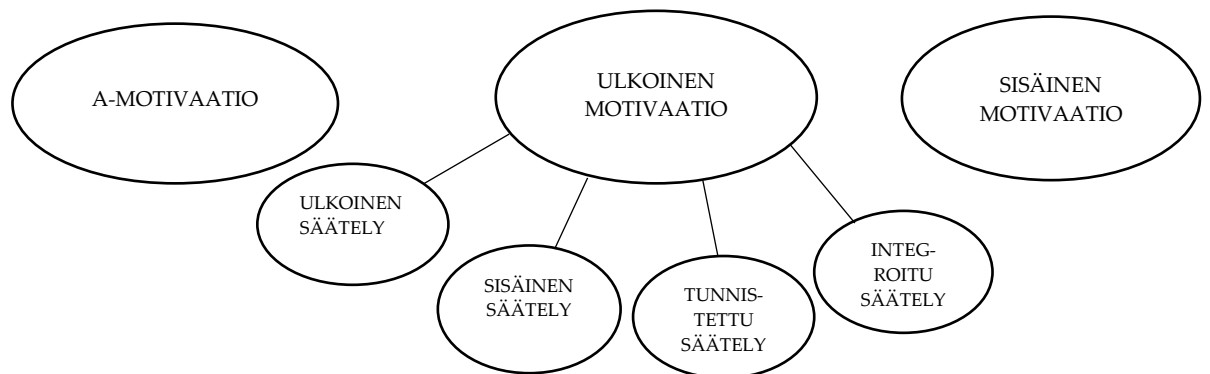 A-MOTIVAATIO
ULKOINEN
MOTIVAATIO
SISÄINEN
MOTIVAATIO
ULKOINEN
SÄÄTELY
SISÄINEN
SÄÄTELY
TUNNIS-
TETTU
SÄÄTELY
INTEG-
ROITU
SÄÄTELY